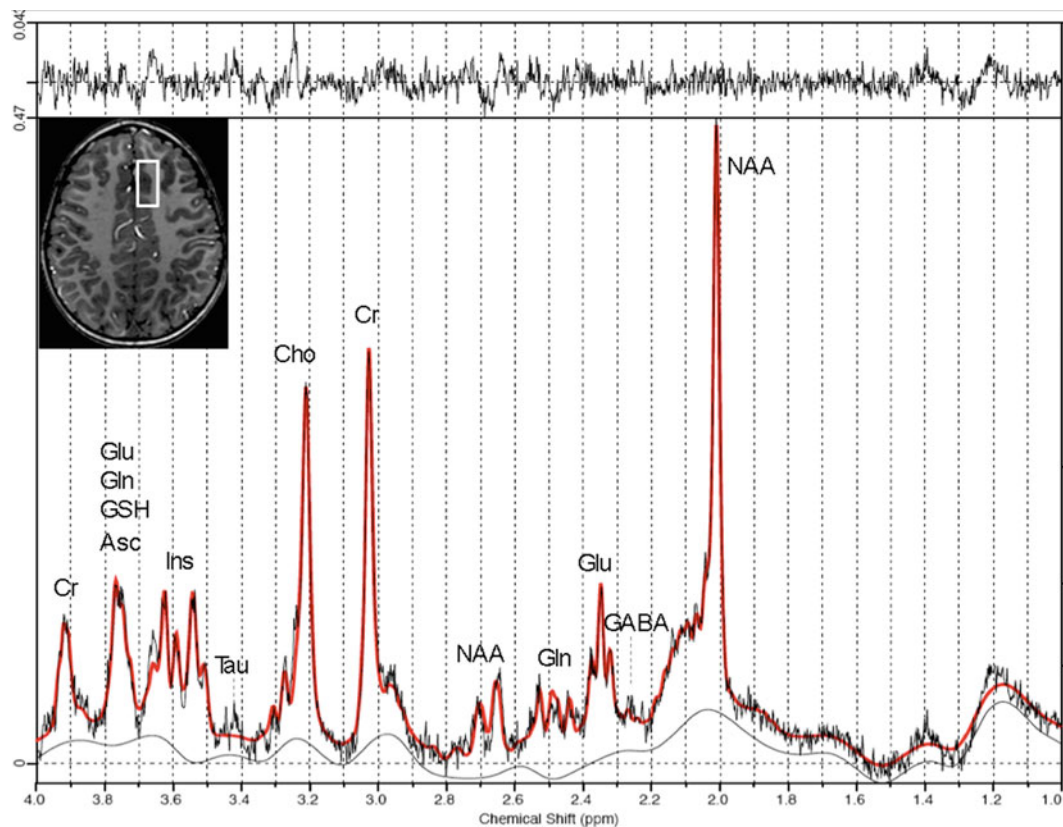 0.043
0.47
NAA
Cr
Cho
Glu
Gln
GSH
Asc
Ins
Glu
Cr
GABA
NAA
Gln
Tau
0
4.0 3.8 3.6 3.4 3.2 3.0 2.8 2.6 2.4 2.2 2.0 1.8 1.6 1.4 1.2 1.0
Chemical Shift (ppm)